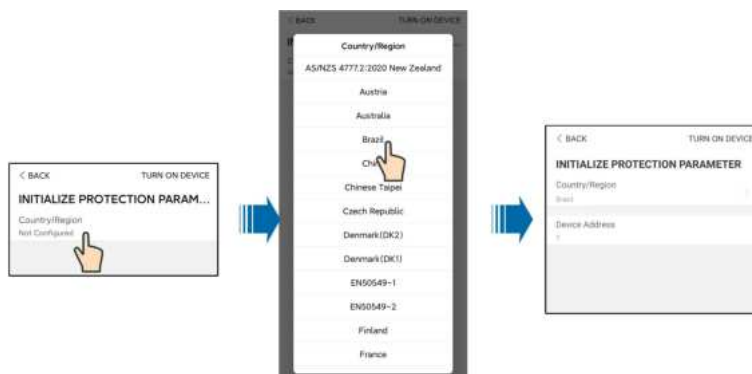 < BACK TURN ON DEVICE
INITIALIZE PROTECTION PARAM...
Country/Region
Not Configured
< BACK TURN ON DEVICE
Country/Region
AS/NZS 4777.2:2020 New Zealand
Austria
Australia
Brazil
Chi
Chinese Taipei
Czech Republic
Denmark(DK2)
Denmark(DK1)
EN50549-1
EN50549-2
Finland
France
< BACK TURN ON DEVICE
INITIALIZE PROTECTION PARAMETER
Country/Region
Brazil
Device Address